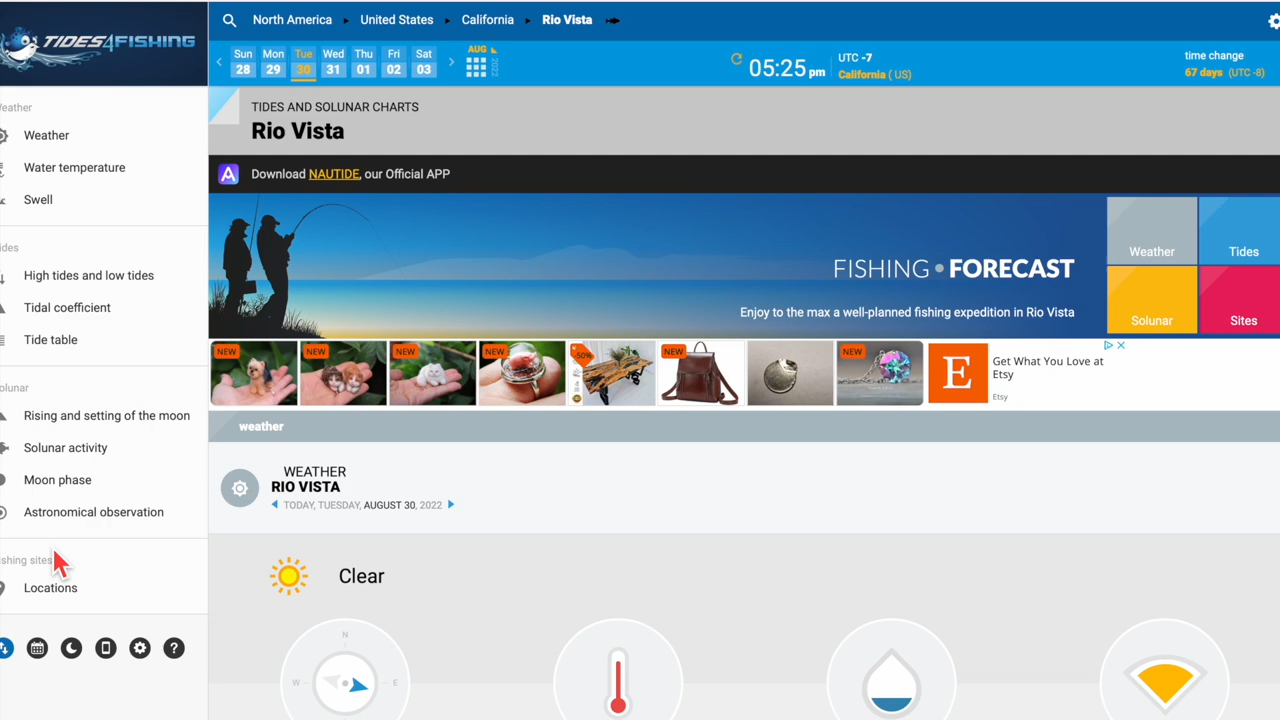 TIDES4FISHING
North America
United States
California
Rio Vista
Sun
28
Mon
29
Tue
30
Wed
31
Thu
01
Fri
02
Sat
03
AUG
2022
05:25 pm
UTC -7
California ( US)
time change
67 days (UTC -8)
eather
Weather
Water temperature
Swell
ides
High tides and low tides
Tidal coefficient
Tide table
olunar
Rising and setting of the moon
Solunar activity
Moon phase
Astronomical observation
shing sites
Locations
?
TIDES AND SOLUNAR CHARTS
Rio Vista
Download NAUTIDE, our Official APP
FISHING • FORECAST
Enjoy to the max a well-planned fishing expedition in Rio Vista
Weather
Tides
Solunar
Sites
NEW
NEW
NEW
NEW
-50%
NEW
NEW
E
Get What You Love at
Etsy
Etsy
weather
WEATHER
RIO VISTA
TODAY, TUESDAY, AUGUST 30, 2022
Clear
N
W
E